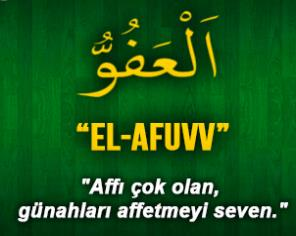 اَلْعَفُوُّ
“EL-AFUVV”
"Affı çok olan,
günahları affetmeyi seven."